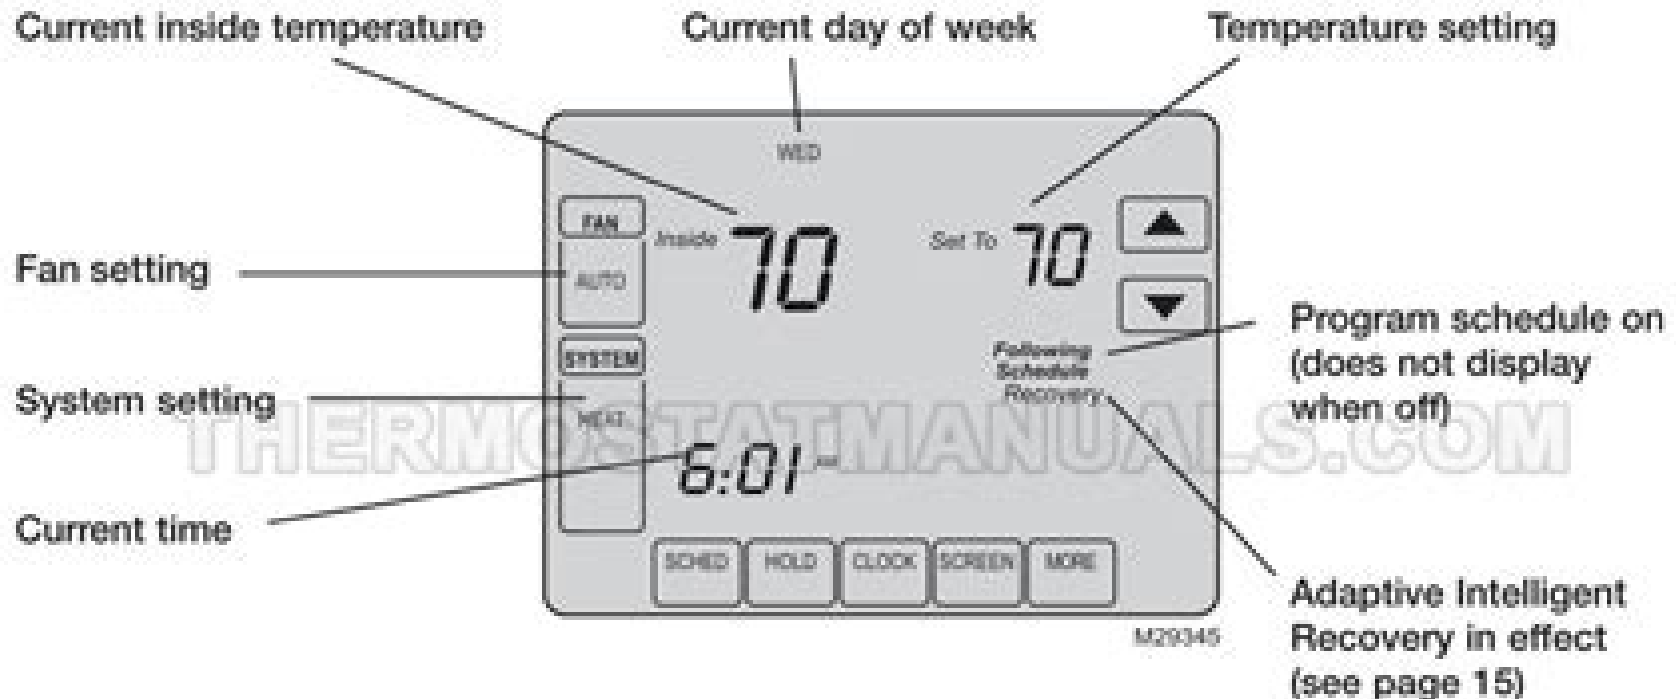 Current inside temperature
Current day of week
Temperature setting
WED
FAN
Inside
70
Set To
70
Fan setting
AUTO
Program schedule on
(does not display
when off)
Following
Schedule
Recovery
SYSTEM
System setting
HEAT
THERMOSTATMANUALS.COM
6:01 AM
Current time
SCHED
HOLD
CLOCK
SCREEN
MORE
M29345
Adaptive Intelligent
Recovery in effect
(see page 15)